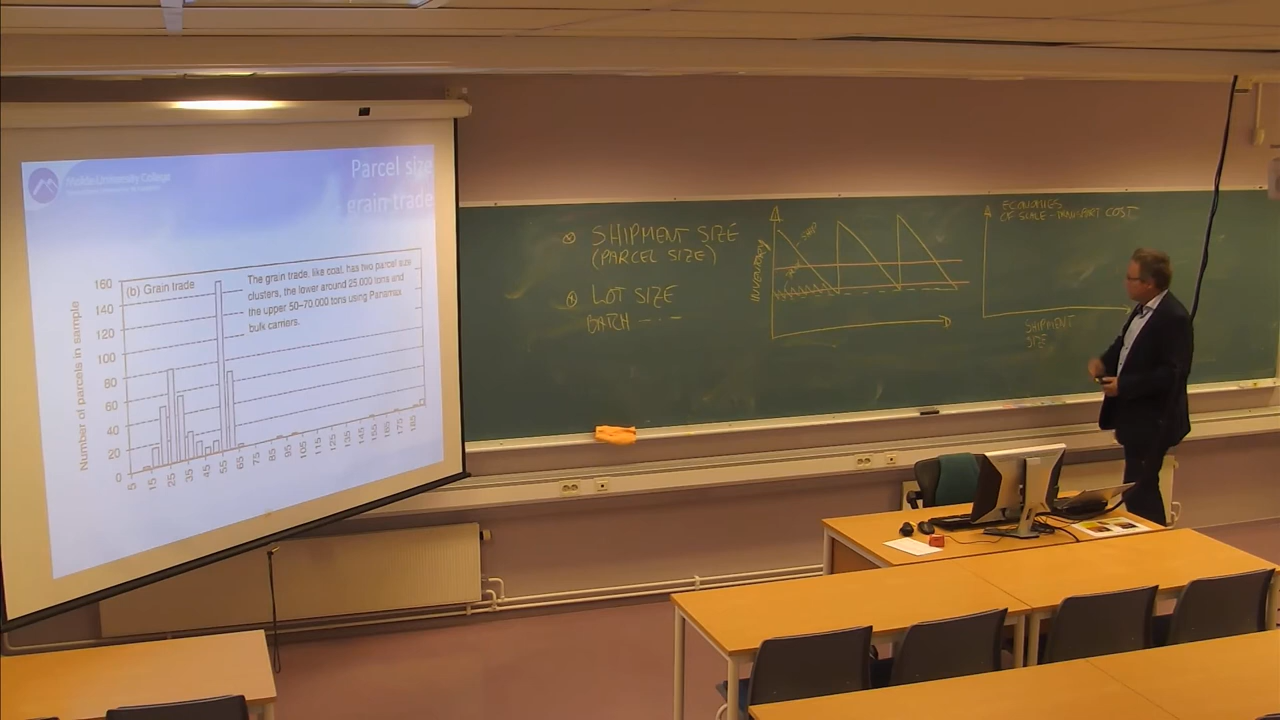 Molde University College
Parcel size
grain trade
(b) Grain trade
The grain trade, like coal, has two parcel size
clusters, the lower around 25,000 tons and
the upper 50–70,000 tons using Panamax
bulk carriers.
Number of parcels in sample
160
140
120
100
80
60
40
20
0
5
15
25
35
45
55
65
75
85
95
105
115
125
135
145
155
165
175
185
SHIPMENT SIZE
(PARCEL SIZE)
LOT SIZE
BATCH — · —
INVENTORY
ECONOMIES
OF SCALE - TRANSPORT COST
SHIPMENT
SIZE